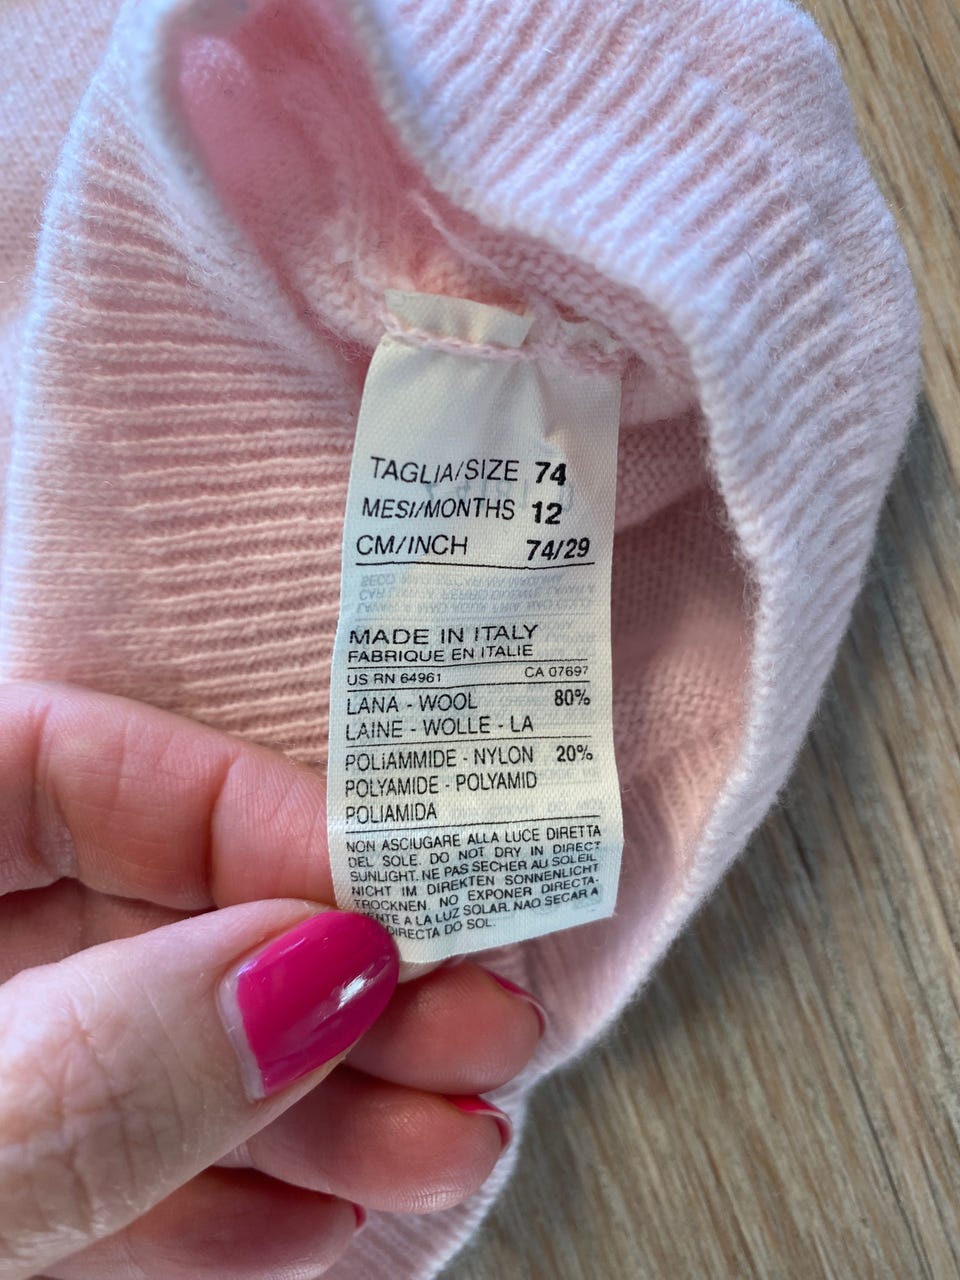 TAGLIA/SIZE 74
MESI/MONTHS 12
CM/INCH 74/29
MADE IN ITALY
FABRIQUE EN ITALIE
US RN 64961 CA 07697
LANA - WOOL 80%
LAINE - WOLLE - LA
POLIAMMIDE - NYLON 20%
POLYAMIDE - POLYAMID
POLIAMIDA
NON ASCIUGARE ALLA LUCE DIRETTA
DEL SOLE. DO NOT DRY IN DIRECT
SUNLIGHT. NE PAS SECHER AU SOLEIL
NICHT IM DIREKTEN SONNENLICHT
TROCKNEN. NO EXPONER DIRECTA-
ENTE A LA LUZ SOLAR. NAO SECAR A
DIRECTA DO SOL.